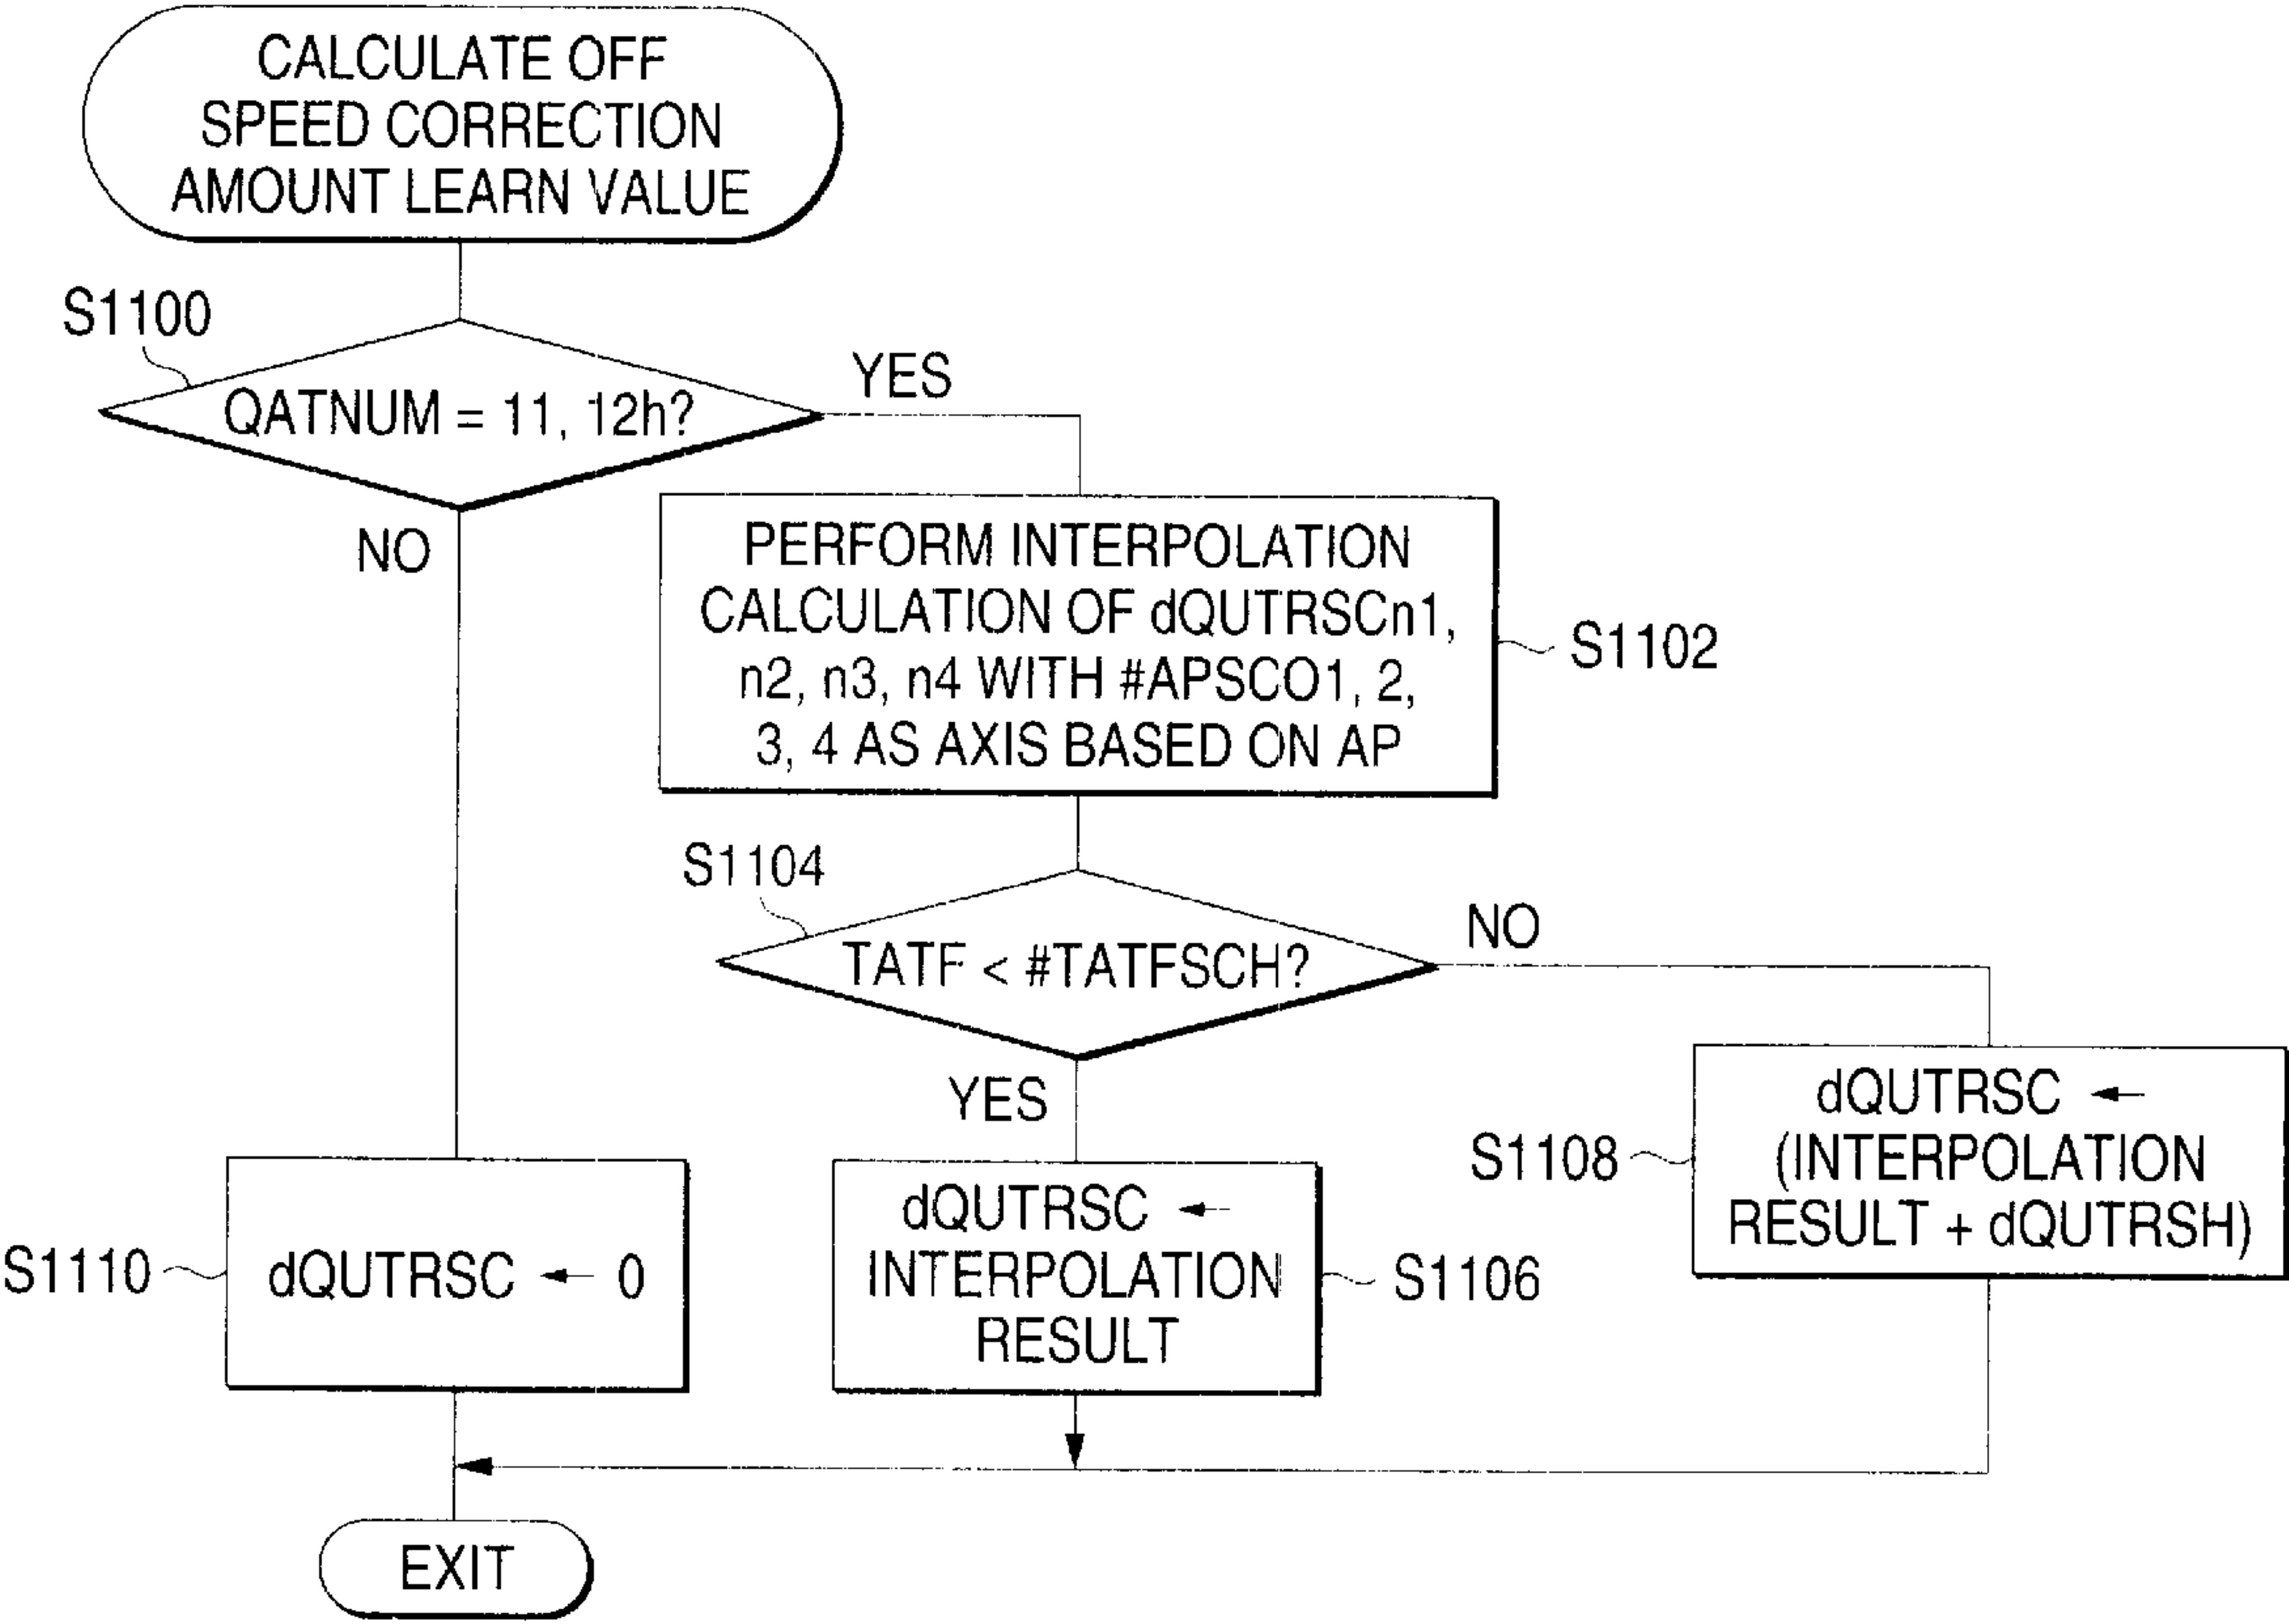 CALCULATE OFF
SPEED CORRECTION
AMOUNT LEARN VALUE
S1100
QATNUM = 11, 12h?
YES
NO
PERFORM INTERPOLATION
CALCULATION OF dQUTRSCn1,
n2, n3, n4 WITH #APSCO1, 2,
3, 4 AS AXIS BASED ON AP
S1102
S1104
TATF < #TATFSCH?
NO
YES
dQUTRSC ←
(INTERPOLATION
RESULT + dQUTRSH)
S1108
dQUTRSC ←
INTERPOLATION
RESULT
S1106
S1110
dQUTRSC ← 0
EXIT